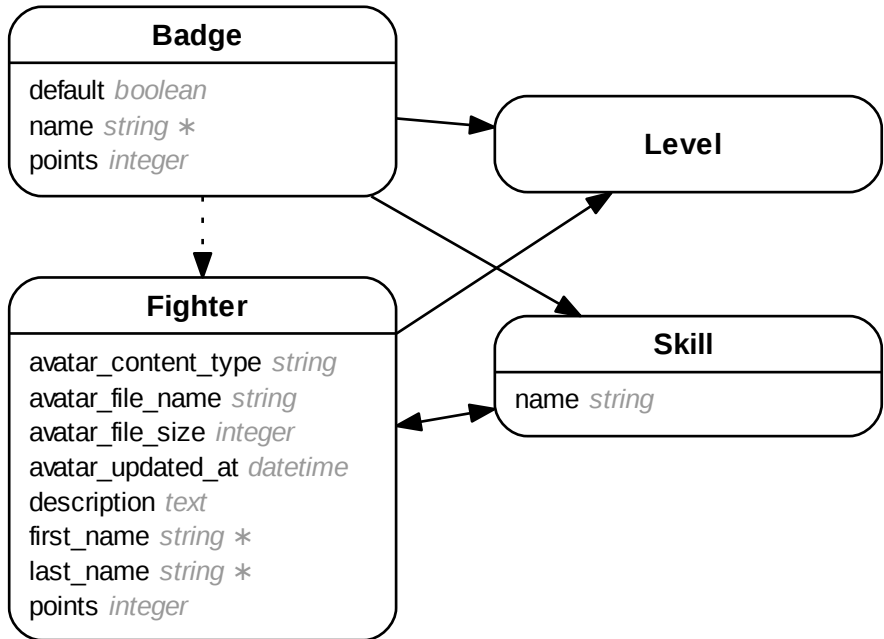 Badge
default boolean
name string ∗
points integer
Level
Fighter
avatar_content_type string
avatar_file_name string
avatar_file_size integer
avatar_updated_at datetime
description text
first_name string ∗
last_name string ∗
points integer
Skill
name string